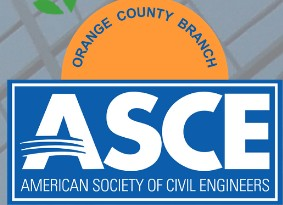 ORANGE COUNTY BRANCH
ASCE
AMERICAN SOCIETY OF CIVIL ENGINEERS